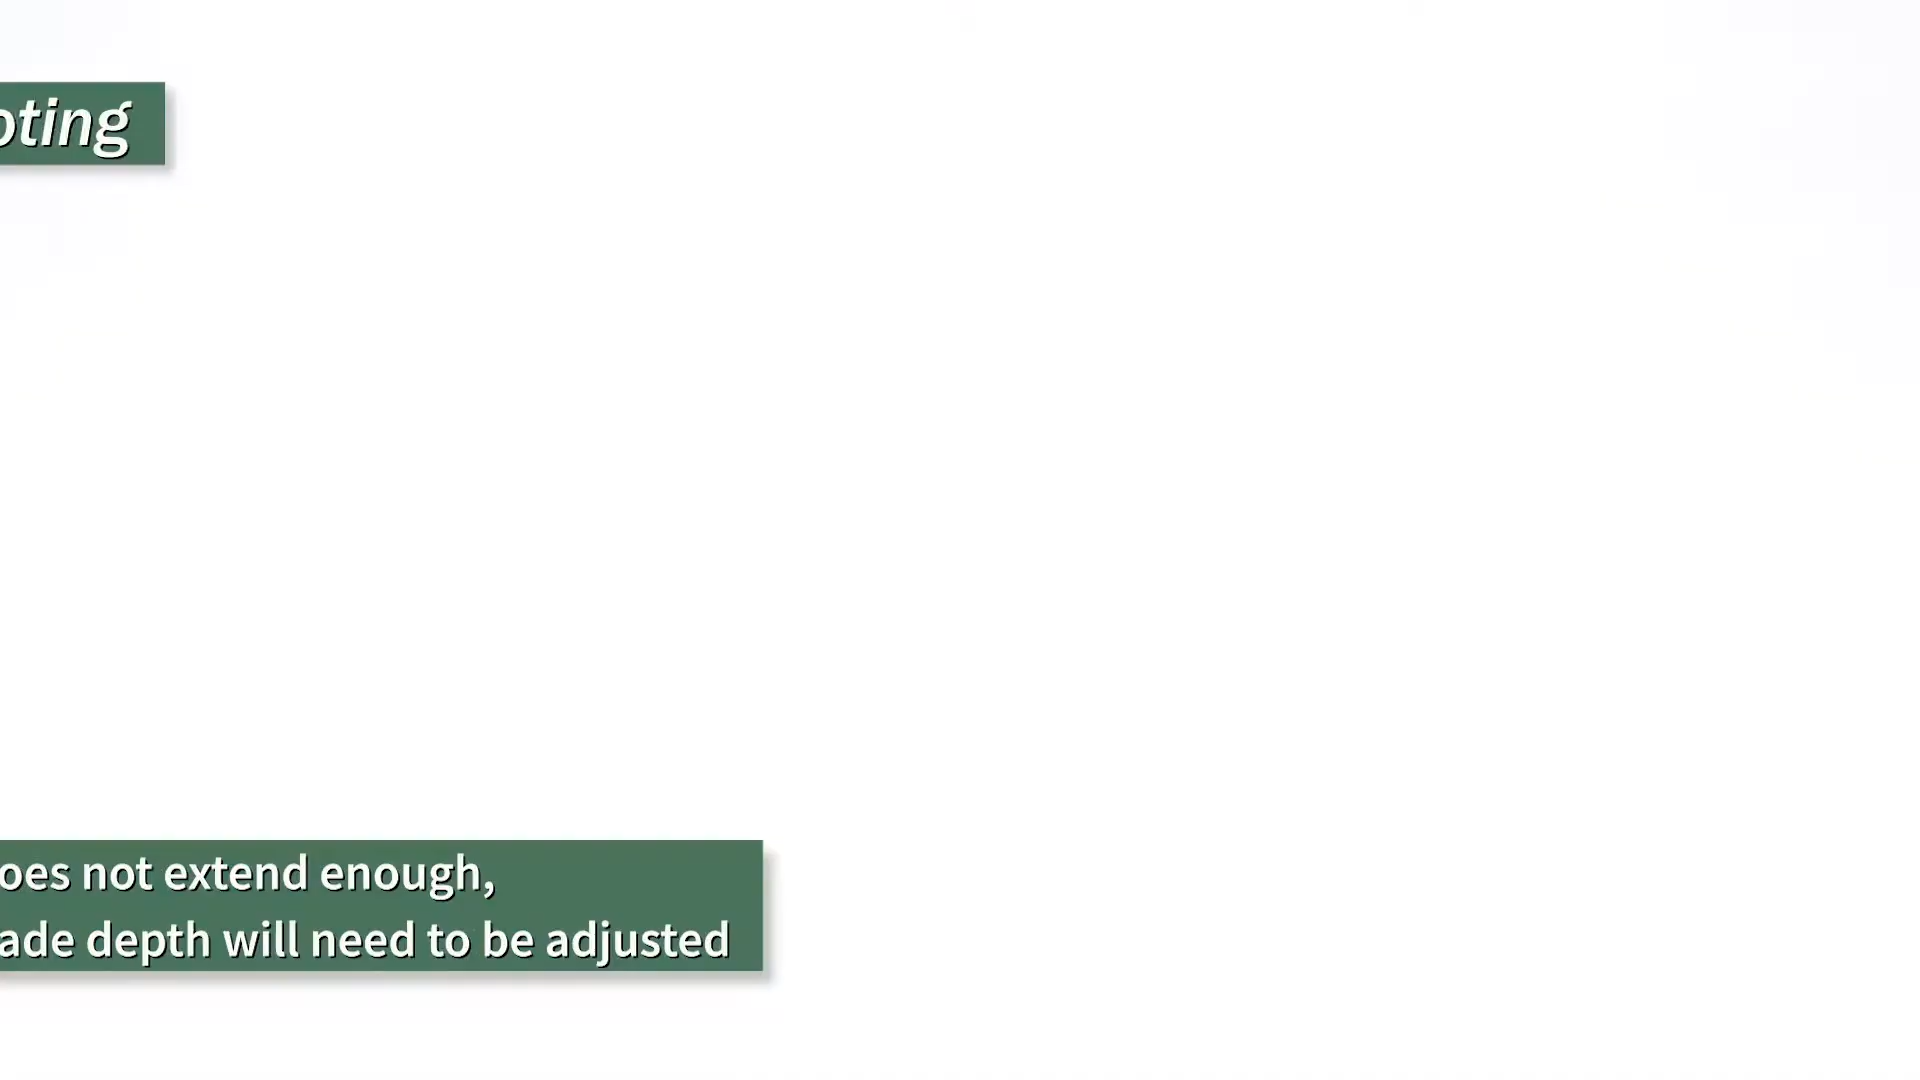 oting
oes not extend enough,
ade depth will need to be adjusted